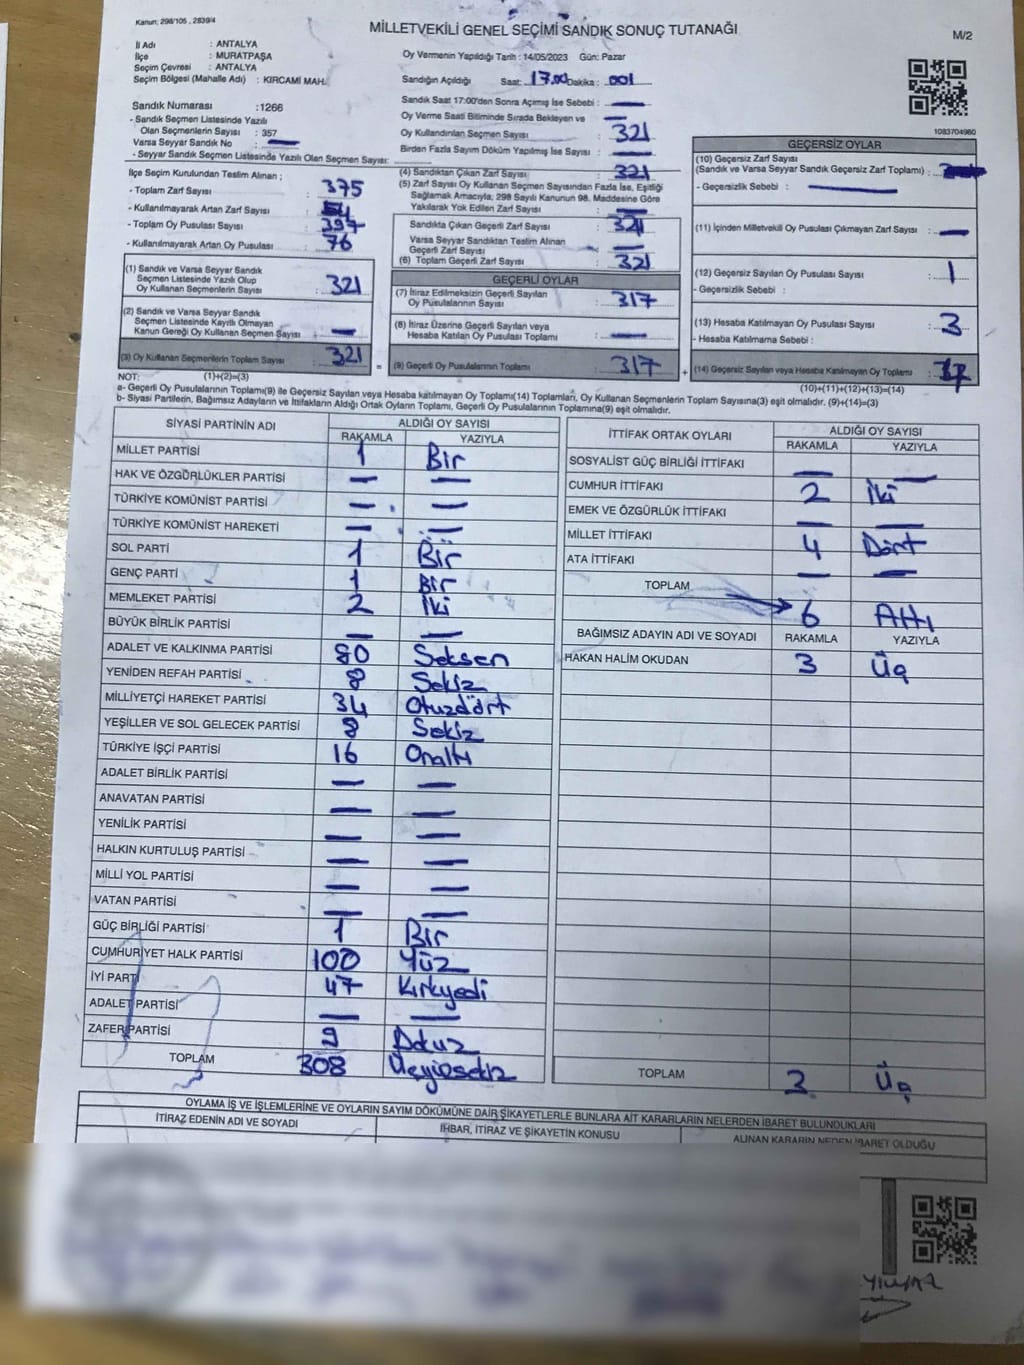 Kanun: 298/105 , 2839/4
MİLLETVEKİLİ GENEL SEÇİMİ SANDIK SONUÇ TUTANAĞI
M/2
İl Adı : ANTALYA
İlçe : MURATPAŞA
Seçim Çevresi : ANTALYA
Seçim Bölgesi (Mahalle Adı) : KIRCAMİ MAH.
Oy Vermenin Yapıldığı Tarih : 14/05/2023 Gün: Pazar
Sandığın Açıldığı Saat: 17.00 Dakika : 001
Sandık Numarası :1266
- Sandık Seçmen Listesinde Yazılı
Olan Seçmenlerin Sayısı : 357
Varsa Seyyar Sandık No : —
- Seyyar Sandık Seçmen Listesinde Yazılı Olan Seçmen Sayısı:
Sandık Saat 17:00'den Sonra Açılmış İse Sebebi : —
Oy Verme Saati Bitiminde Sırada Bekleyen ve
Oy Kullandırılan Seçmen Sayısı : 321
Birden Fazla Sayım Döküm Yapılmış İse Sayısı : —
1083704960
İlçe Seçim Kurulundan Teslim Alınan ;
- Toplam Zarf Sayısı : 375
- Kullanılmayarak Artan Zarf Sayısı : 54
- Toplam Oy Pusulası Sayısı : 397
- Kullanılmayarak Artan Oy Pusulası : 76
(1) Sandık ve Varsa Seyyar Sandık
Seçmen Listesinde Yazılı Olup
Oy Kullanan Seçmenlerin Sayısı : 321
(2) Sandık ve Varsa Seyyar Sandık
Seçmen Listesinde Kayıtlı Olmayan
Kanun Gereği Oy Kullanan Seçmen Sayısı : —
(3) Oy Kullanan Seçmenlerin Toplam Sayısı : 321
(4) Sandıktan Çıkan Zarf Sayısı : 321
(5) Zarf Sayısı Oy Kullanan Seçmen Sayısından Fazla İse, Eşitliği
Sağlamak Amacıyla, 298 Sayılı Kanunun 98. Maddesine Göre
Yakılarak Yok Edilen Zarf Sayısı : —
Sandıkta Çıkan Geçerli Zarf Sayısı : 321
Varsa Seyyar Sandıktan Teslim Alınan
Geçerli Zarf Sayısı : —
(6) Toplam Geçerli Zarf Sayısı : 321
GEÇERLİ OYLAR
(7) İtiraz Edilmeksizin Geçerli Sayılan
Oy Pusulalarının Sayısı : 317
(8) İtiraz Üzerine Geçerli Sayılan veya
Hesaba Katılan Oy Pusulası Toplamı : —
= (9) Geçerli Oy Pusulalarının Toplamı : 317
GEÇERSİZ OYLAR
(10) Geçersiz Zarf Sayısı
(Sandık ve Varsa Seyyar Sandık Geçersiz Zarf Toplamı) :
- Geçersizlik Sebebi : —
(11) İçinden Milletvekili Oy Pusulası Çıkmayan Zarf Sayısı : —
(12) Geçersiz Sayılan Oy Pusulası Sayısı : 1
- Geçersizlik Sebebi :
(13) Hesaba Katılmayan Oy Pusulası Sayısı : 3
- Hesaba Katılmama Sebebi :
+ (14) Geçersiz Sayılan veya Hesaba Katılmayan Oy Toplamı :
NOT: (1)+(2)=(3)
(10)+(11)+(12)+(13)=(14)
a- Geçerli Oy Pusulalarının Toplamı(9) ile Geçersiz Sayılan veya Hesaba katılmayan Oy Toplamı(14) Toplamları, Oy Kullanan Seçmenlerin Toplam Sayısına(3) eşit olmalıdır. (9)+(14)=(3)
b- Siyasi Partilerin, Bağımsız Adayların ve İttifakların Aldığı Ortak Oyların Toplamı, Geçerli Oy Pusulalarının Toplamına(9) eşit olmalıdır.
SİYASİ PARTİNİN ADI ALDIĞI OY SAYISI
RAKAMLA YAZIYLA
MİLLET PARTİSİ 1 Bir
HAK VE ÖZGÜRLÜKLER PARTİSİ — —
TÜRKİYE KOMÜNİST PARTİSİ — —
TÜRKİYE KOMÜNİST HAREKETİ — —
SOL PARTİ 1 Bir
GENÇ PARTİ 1 Bir
MEMLEKET PARTİSİ 2 İki
BÜYÜK BİRLİK PARTİSİ — —
ADALET VE KALKINMA PARTİSİ 80 Seksen
YENİDEN REFAH PARTİSİ 8 Sekiz
MİLLİYETÇİ HAREKET PARTİSİ 34 Otuzdört
YEŞİLLER VE SOL GELECEK PARTİSİ 8 Sekiz
TÜRKİYE İŞÇİ PARTİSİ 16 Onaltı
ADALET BİRLİK PARTİSİ — —
ANAVATAN PARTİSİ — —
YENİLİK PARTİSİ — —
HALKIN KURTULUŞ PARTİSİ — —
MİLLİ YOL PARTİSİ — —
VATAN PARTİSİ — —
GÜÇ BİRLİĞİ PARTİSİ 1 Bir
CUMHURİYET HALK PARTİSİ 100 Yüz
İYİ PARTİ 47 Kırkyedi
ADALET PARTİSİ — —
ZAFER PARTİSİ 9 Dokuz
TOPLAM 308 Üçyüzsekiz
İTTİFAK ORTAK OYLARI ALDIĞI OY SAYISI
RAKAMLA YAZIYLA
SOSYALİST GÜÇ BİRLİĞİ İTTİFAKI — —
CUMHUR İTTİFAKI 2 İki
EMEK VE ÖZGÜRLÜK İTTİFAKI — —
MİLLET İTTİFAKI 4 Dört
ATA İTTİFAKI — —
TOPLAM 6 Altı
BAĞIMSIZ ADAYIN ADI VE SOYADI RAKAMLA YAZIYLA
HAKAN HALİM OKUDAN 3 Üç
TOPLAM 3 Üç
OYLAMA İŞ VE İŞLEMLERİNE VE OYLARIN SAYIM DÖKÜMÜNE DAİR ŞİKAYETLERLE BUNLARA AİT KARARLARIN NELERDEN İBARET BULUNDUKLARI
İTİRAZ EDENİN ADI VE SOYADI
İHBAR, İTİRAZ VE ŞİKAYETİN KONUSU
ALINAN KARARIN NEDEN İBARET OLDUĞU